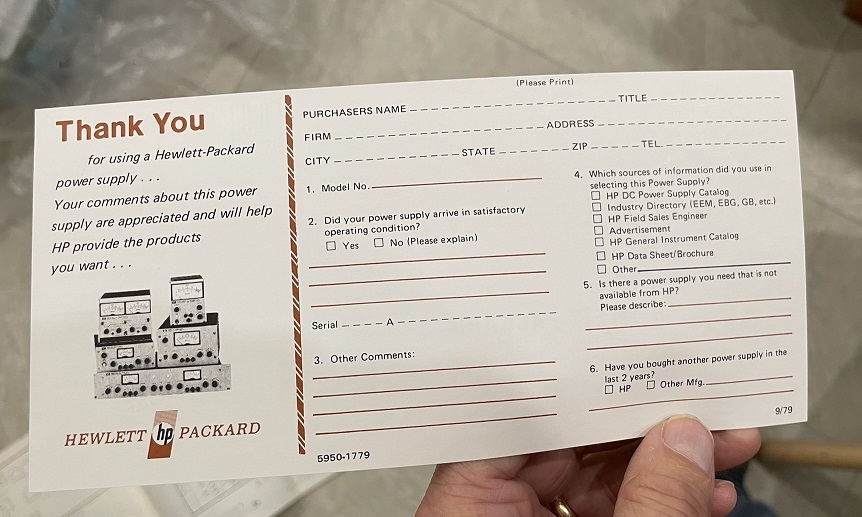 Thank You
for using a Hewlett-Packard
power supply . . .
Your comments about this power
supply are appreciated and will help
HP provide the products
you want . . .
HEWLETT hp PACKARD
(Please Print)
PURCHASERS NAME TITLE
FIRM ADDRESS
CITY STATE ZIP TEL.
1. Model No.
2. Did your power supply arrive in satisfactory
operating condition?
☐ Yes ☐ No (Please explain)
Serial ---- A ----
3. Other Comments:
5950-1779
4. Which sources of information did you use in
selecting this Power Supply?
☐ HP DC Power Supply Catalog
☐ Industry Directory (EEM, EBG, GB, etc.)
☐ HP Field Sales Engineer
☐ Advertisement
☐ HP General Instrument Catalog
☐ HP Data Sheet/Brochure
☐ Other
5. Is there a power supply you need that is not
available from HP?
Please describe:
6. Have you bought another power supply in the
last 2 years?
☐ HP ☐ Other Mfg.
9/79